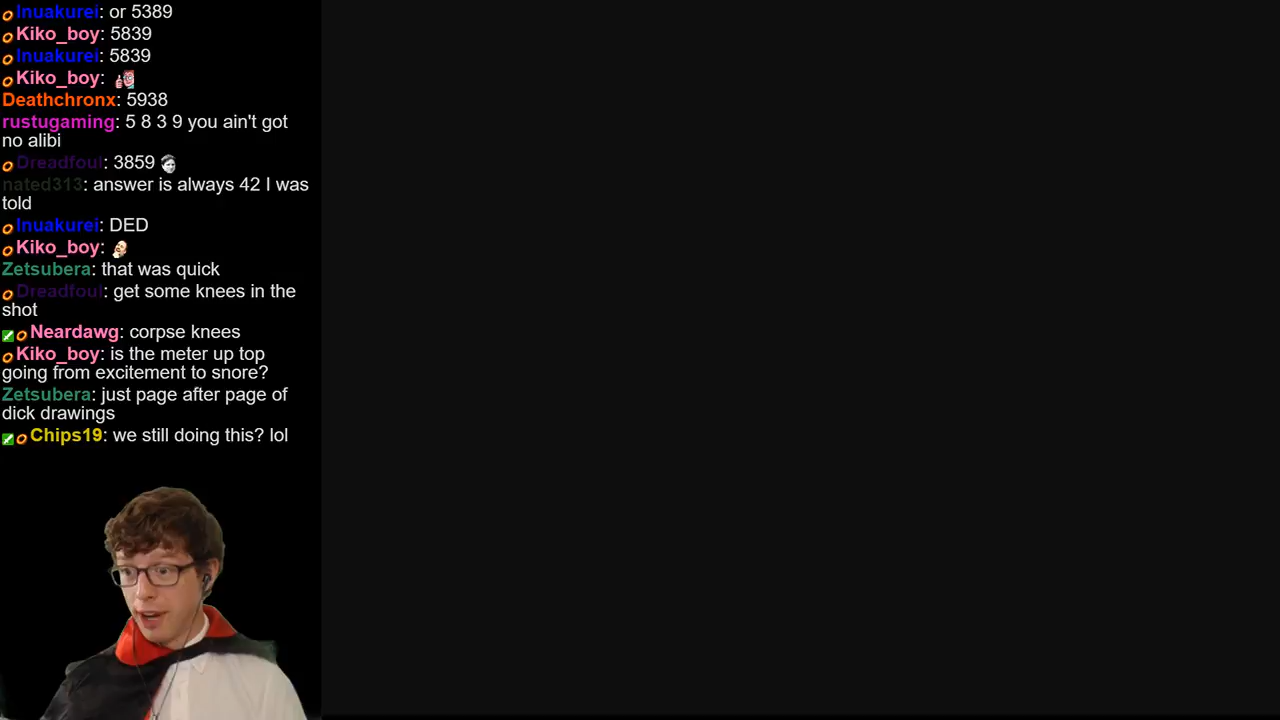 Inuakurei: or 5389
Kiko_boy: 5839
Inuakurei: 5839
Kiko_boy:
Deathchronx: 5938
rustugaming: 5 8 3 9 you ain't got
no alibi
Dreadfoul: 3859
nated313: answer is always 42 I was
told
Inuakurei: DED
Kiko_boy:
Zetsubera: that was quick
Dreadfoul: get some knees in the
shot
Neardawg: corpse knees
Kiko_boy: is the meter up top
going from excitement to snore?
Zetsubera: just page after page of
dick drawings
Chips19: we still doing this? lol